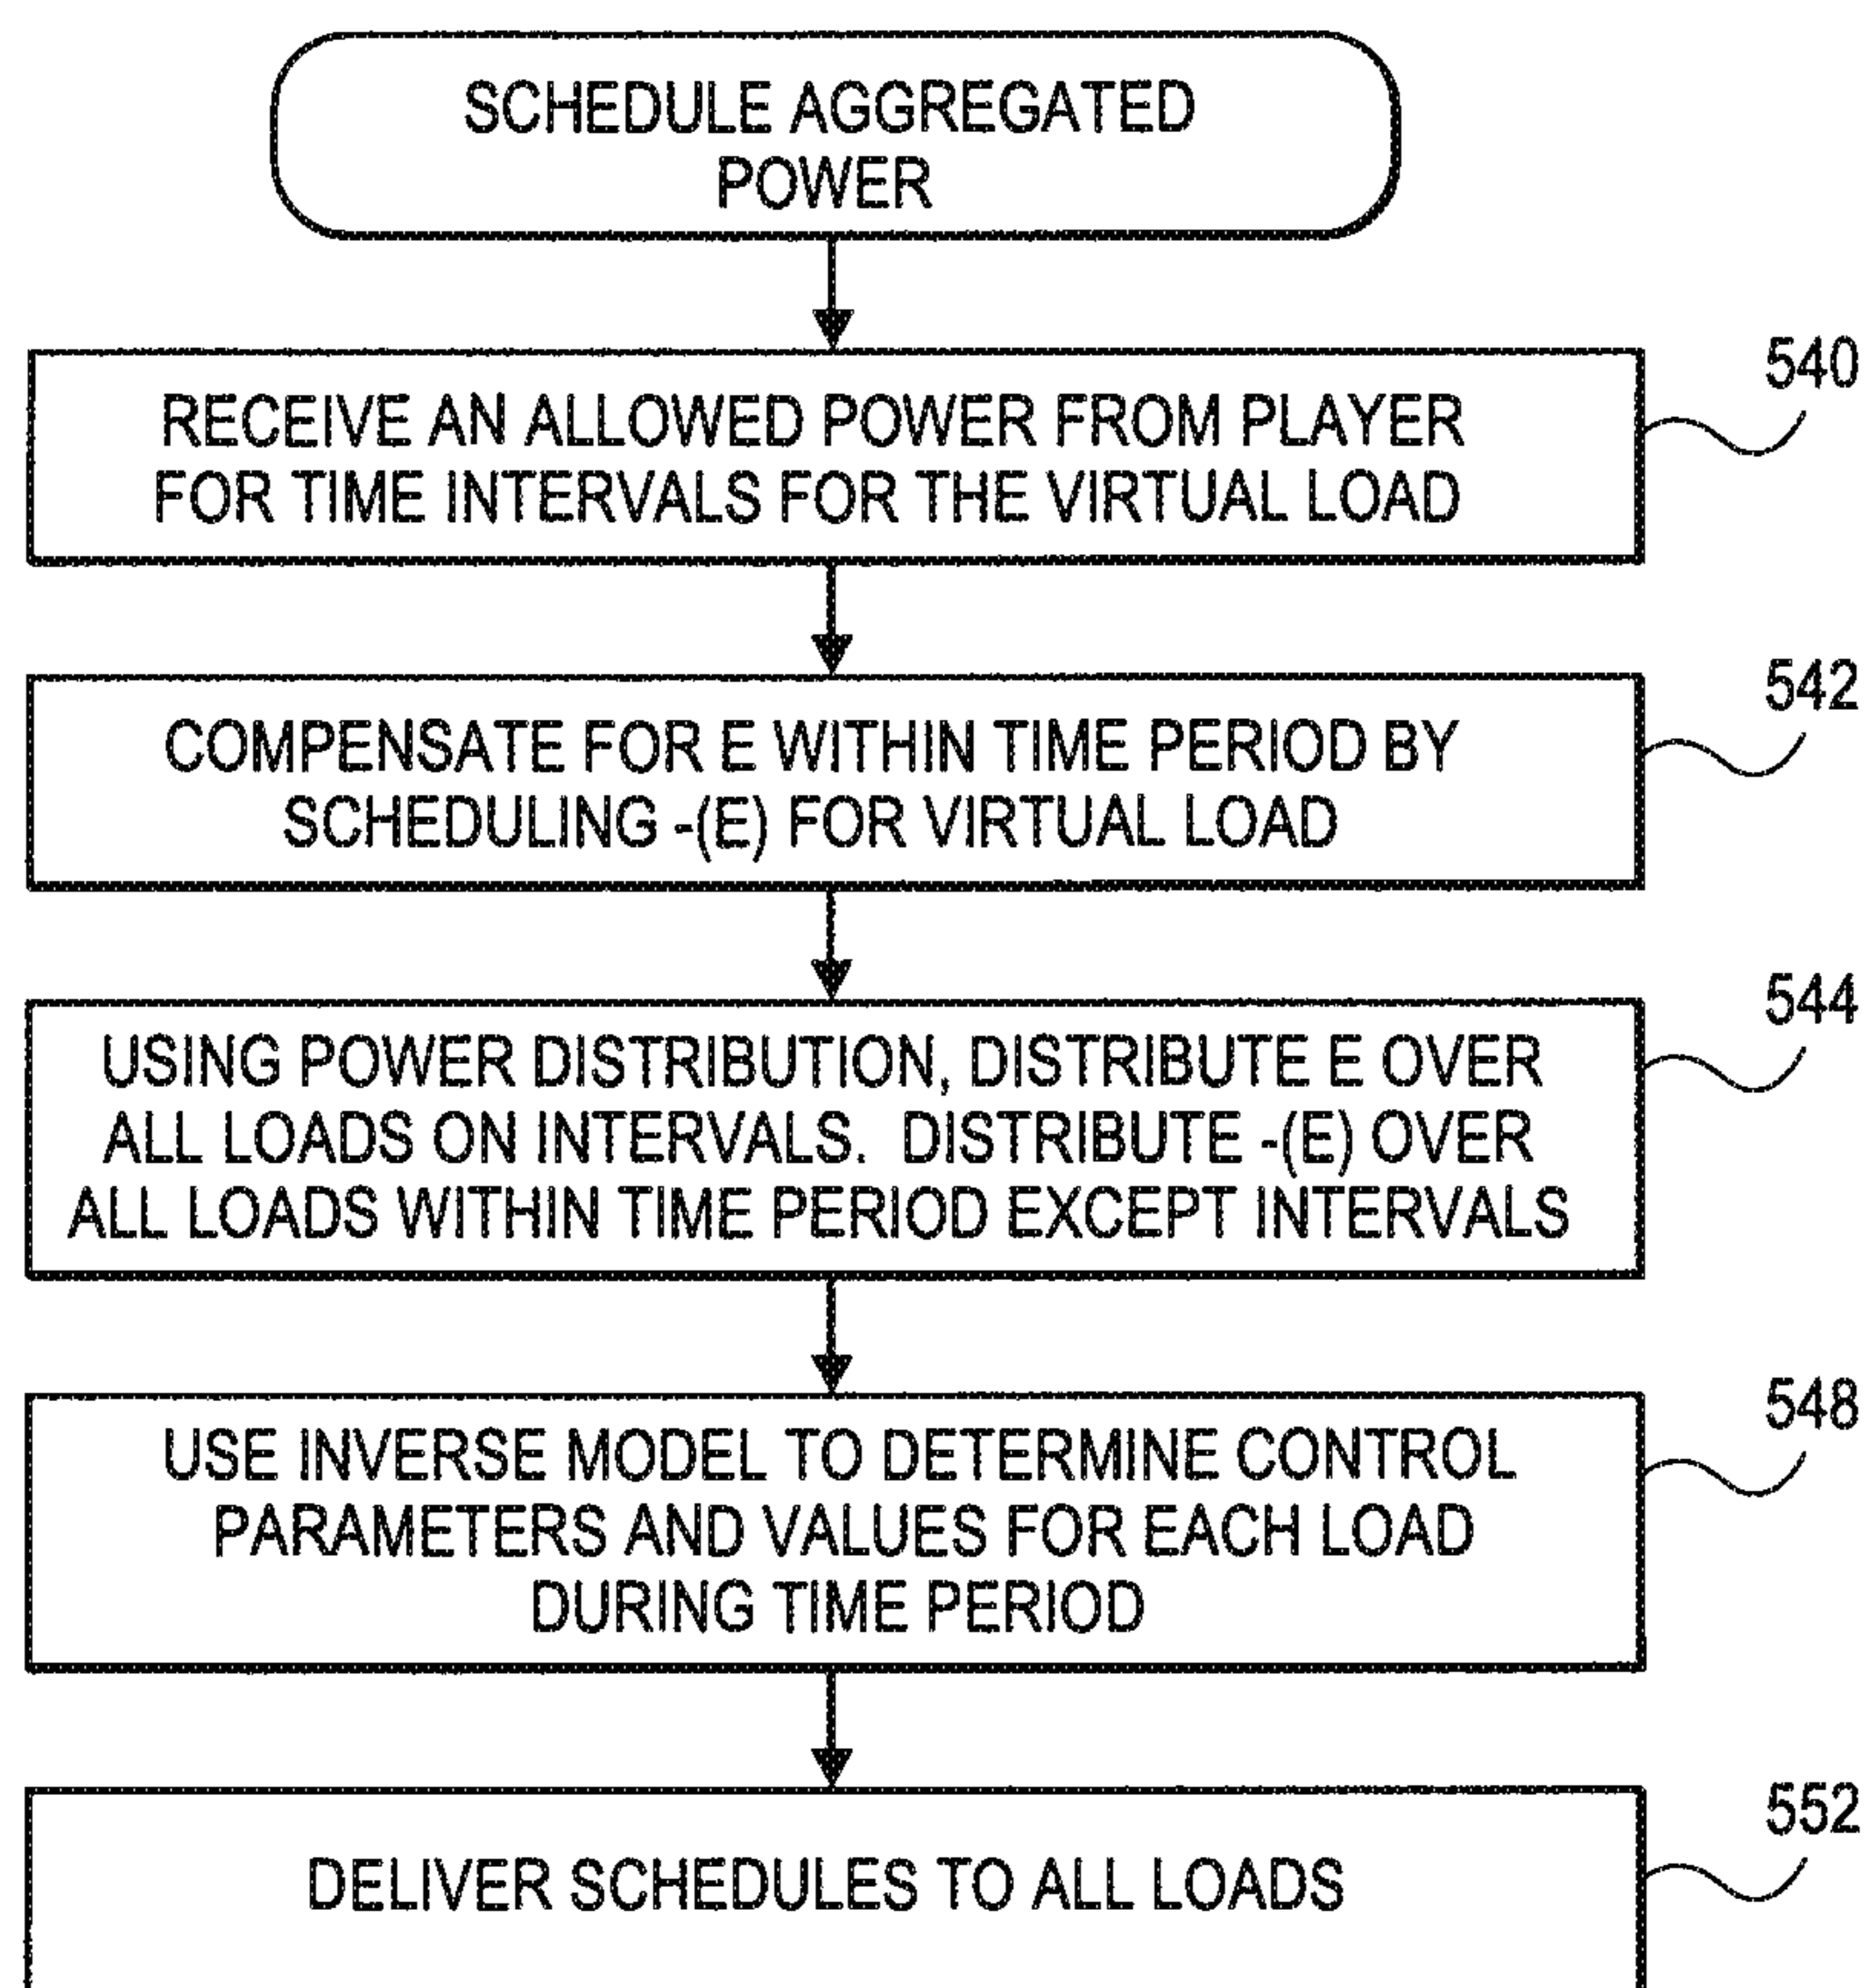 SCHEDULE AGGREGATED
POWER
540
RECEIVE AN ALLOWED POWER FROM PLAYER
FOR TIME INTERVALS FOR THE VIRTUAL LOAD
542
COMPENSATE FOR E WITHIN TIME PERIOD BY
SCHEDULING -(E) FOR VIRTUAL LOAD
544
USING POWER DISTRIBUTION, DISTRIBUTE E OVER
ALL LOADS ON INTERVALS. DISTRIBUTE -(E) OVER
ALL LOADS WITHIN TIME PERIOD EXCEPT INTERVALS
548
USE INVERSE MODEL TO DETERMINE CONTROL
PARAMETERS AND VALUES FOR EACH LOAD
DURING TIME PERIOD
552
DELIVER SCHEDULES TO ALL LOADS